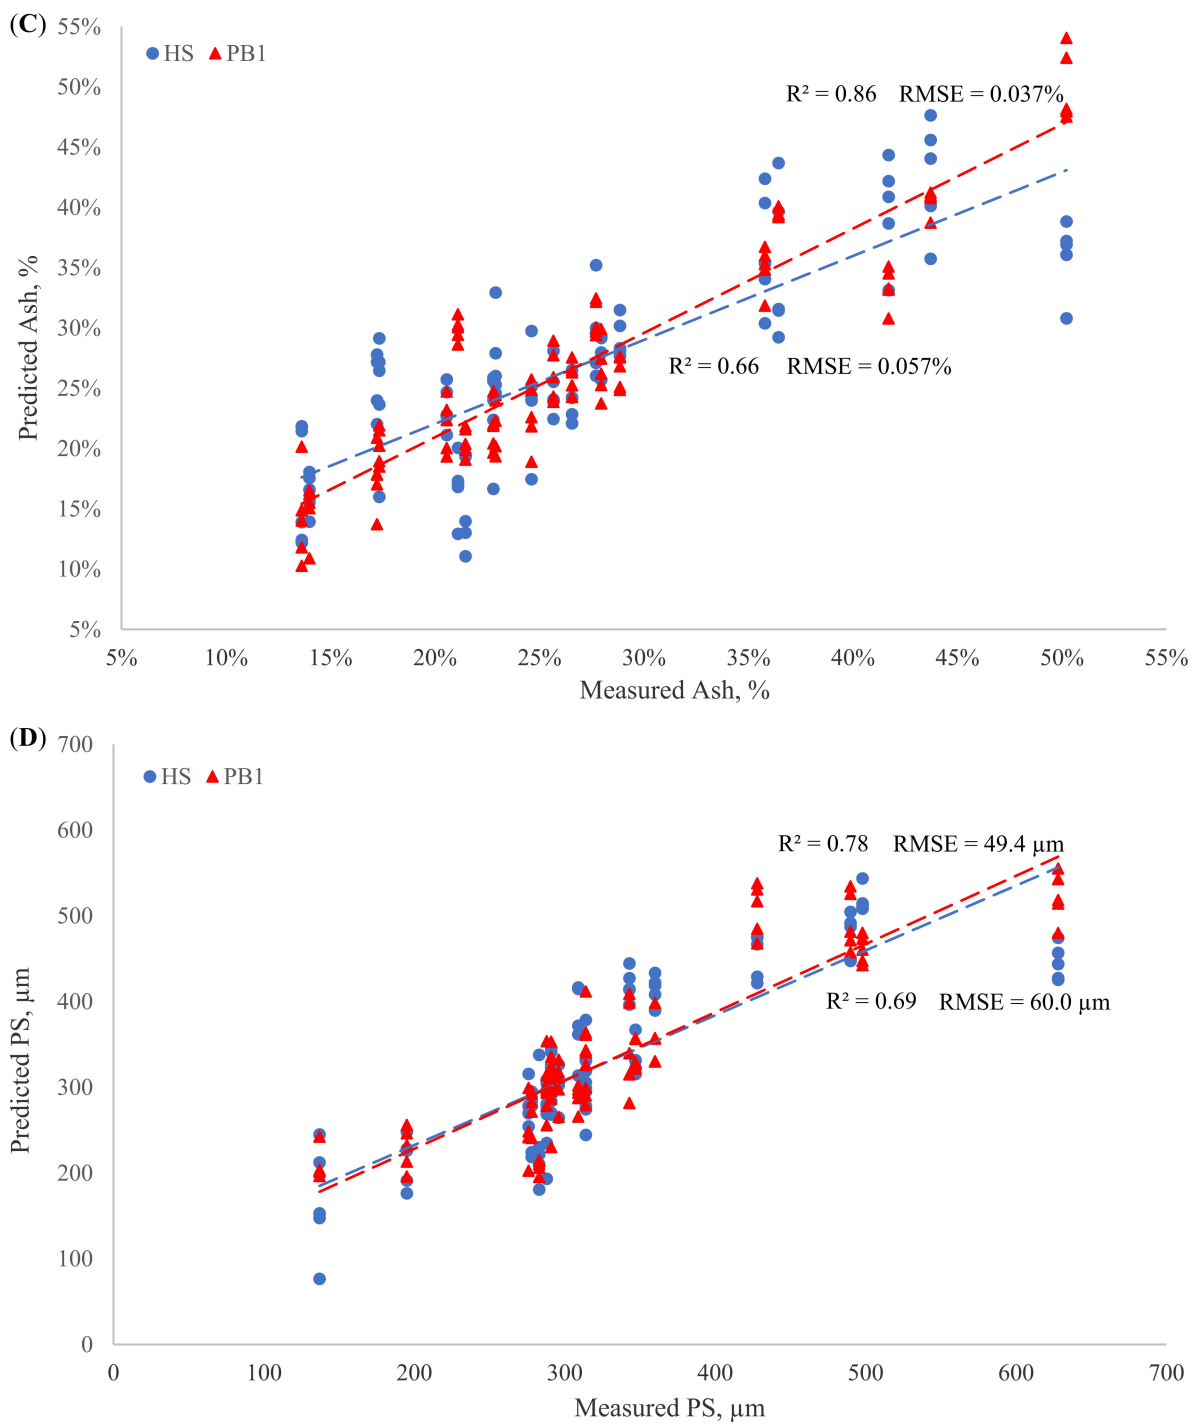 (C)
55%
HS PB1
50%
R² = 0.86 RMSE = 0.037%
45%
40%
35%
Predicted Ash, %
30%
R² = 0.66 RMSE = 0.057%
25%
20%
15%
10%
5%
5% 10% 15% 20% 25% 30% 35% 40% 45% 50% 55%
Measured Ash, %
(D)
700
HS PB1
600
R² = 0.78 RMSE = 49.4 µm
500
400
R² = 0.69 RMSE = 60.0 µm
Predicted PS, µm
300
200
100
0
0 100 200 300 400 500 600 700
Measured PS, µm